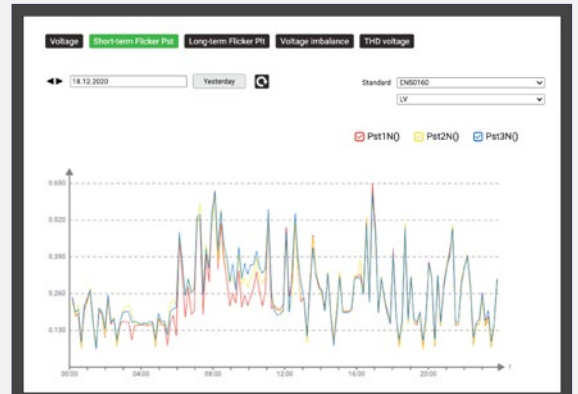 Voltage Short-term Flicker Pst Long-term Flicker Plt Voltage imbalance THD voltage
18.12.2020 Yesterday Standard EN50160
LV
Pst1N() Pst2N() Pst3N()
0.650
0.520
0.390
0.260
0.130
00:00 04:00 08:00 12:00 16:00 20:00